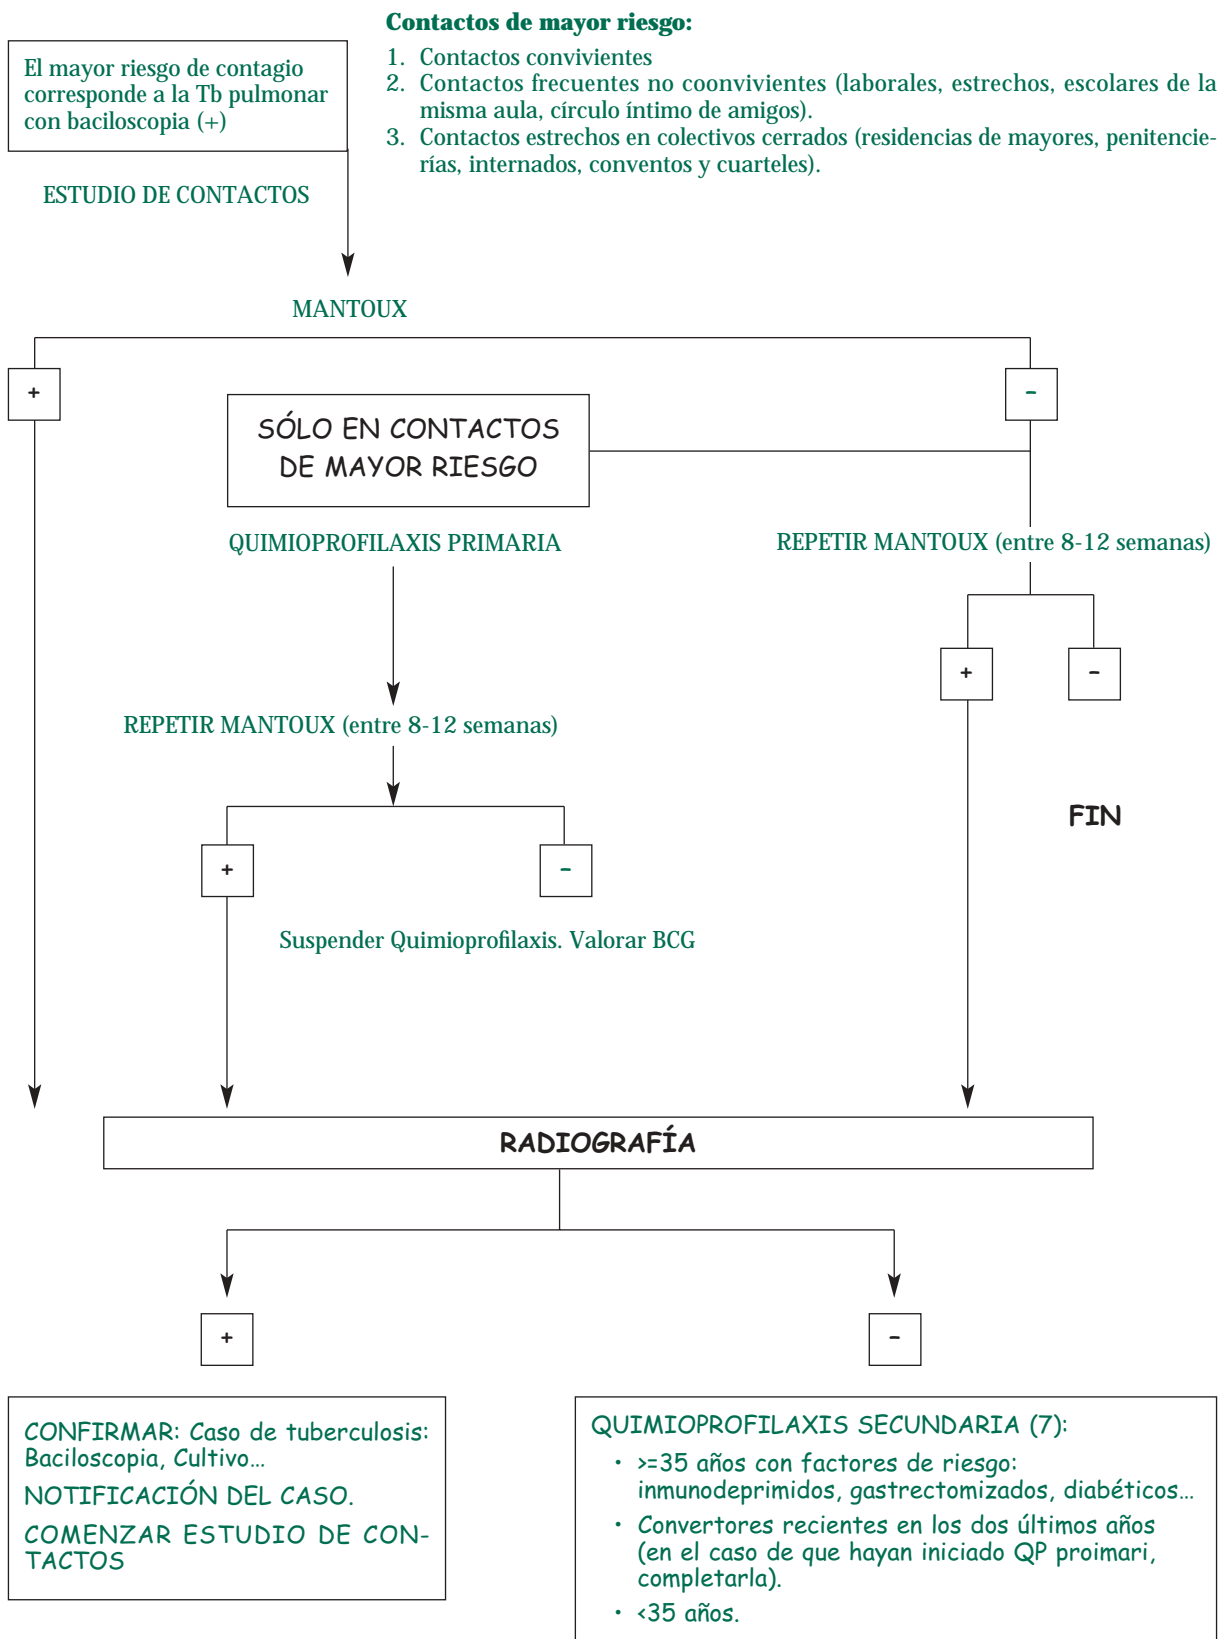 Contactos de mayor riesgo:
El mayor riesgo de contagio
corresponde a la Tb pulmonar
con baciloscopia (+)
1. Contactos convivientes
2. Contactos frecuentes no coonvivientes (laborales, estrechos, escolares de la
misma aula, círculo íntimo de amigos).
3. Contactos estrechos en colectivos cerrados (residencias de mayores, penitencie-
rías, internados, conventos y cuarteles).
ESTUDIO DE CONTACTOS
MANTOUX
+
-
SÓLO EN CONTACTOS
DE MAYOR RIESGO
QUIMIOPROFILAXIS PRIMARIA
REPETIR MANTOUX (entre 8-12 semanas)
+
-
REPETIR MANTOUX (entre 8-12 semanas)
FIN
+
-
Suspender Quimioprofilaxis. Valorar BCG
RADIOGRAFÍA
+
-
CONFIRMAR: Caso de tuberculosis:
Baciloscopia, Cultivo...
NOTIFICACIÓN DEL CASO.
COMENZAR ESTUDIO DE CON-
TACTOS
QUIMIOPROFILAXIS SECUNDARIA (7):
• >=35 años con factores de riesgo:
inmunodeprimidos, gastrectomizados, diabéticos...
• Convertores recientes en los dos últimos años
(en el caso de que hayan iniciado QP proimari,
completarla).
• <35 años.